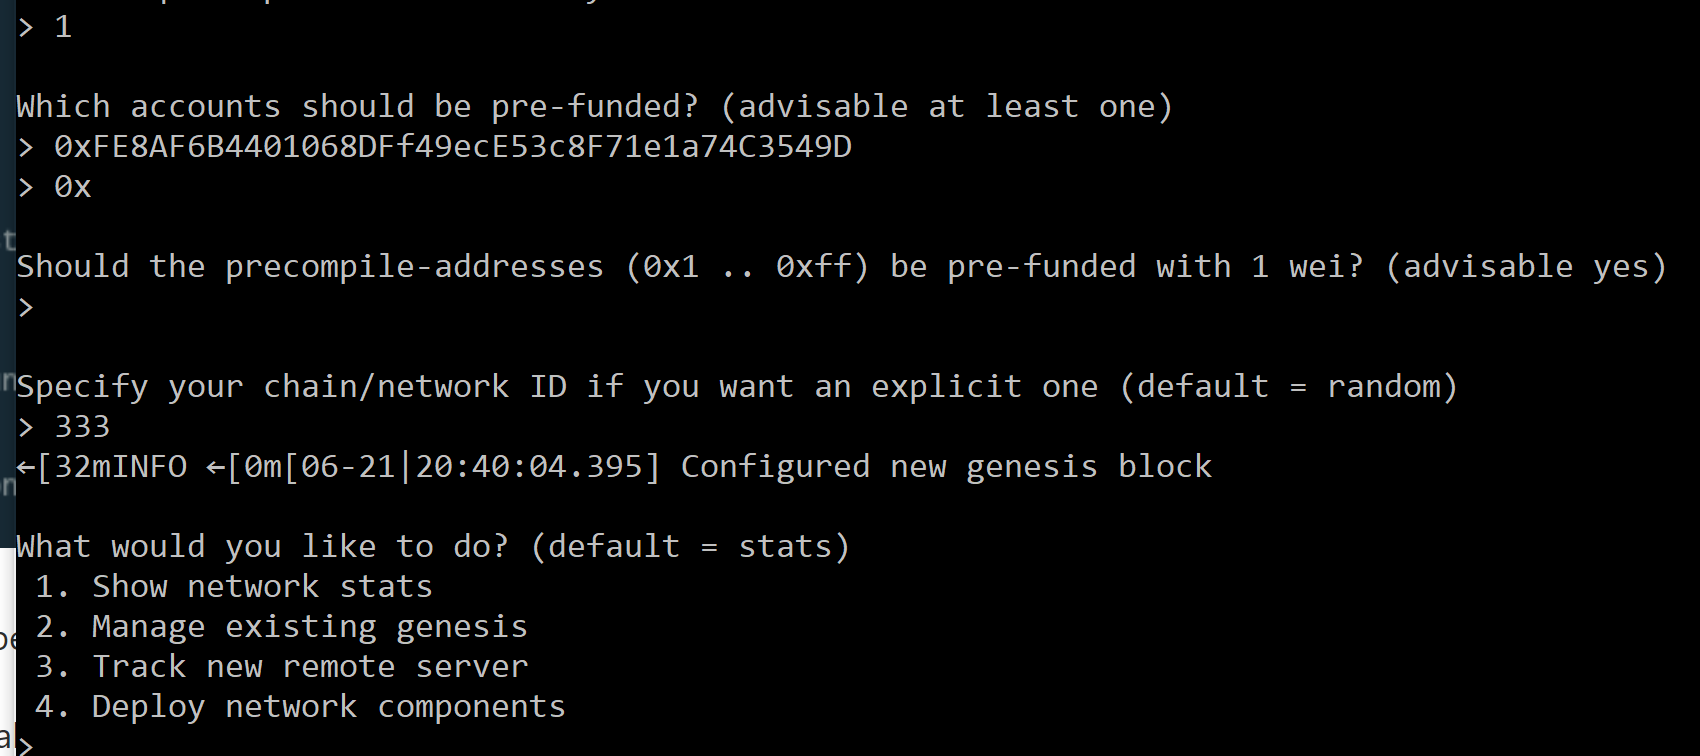 > 1
Which accounts should be pre-funded? (advisable at least one)
> 0xFE8AF6B4401068DFf49ecE53c8F71e1a74C3549D
> 0x
Should the precompile-addresses (0x1 .. 0xff) be pre-funded with 1 wei? (advisable yes)
>
Specify your chain/network ID if you want an explicit one (default = random)
> 333
←[32mINFO ←[0m[06-21|20:40:04.395] Configured new genesis block
What would you like to do? (default = stats)
1. Show network stats
2. Manage existing genesis
3. Track new remote server
4. Deploy network components
>